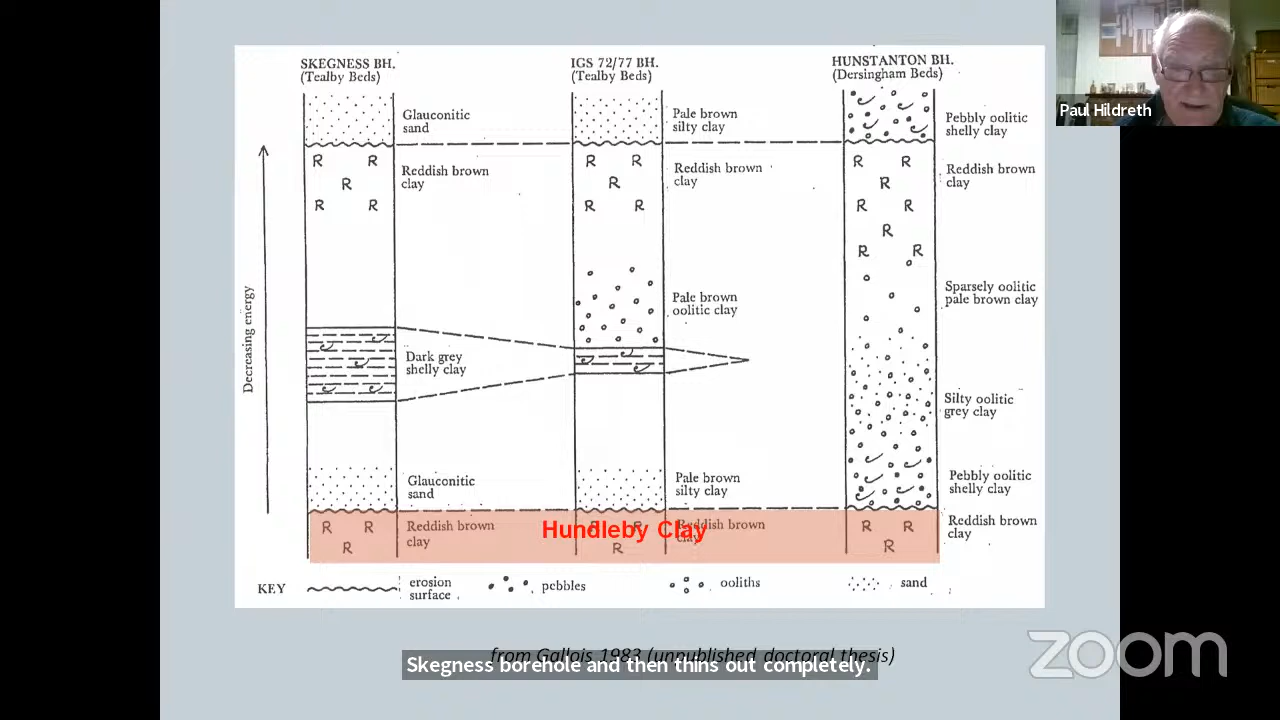 SKEGNESS BH.
(Tealby Beds)
IGS 72/77 BH.
(Tealby Beds)
HUNSTANTON BH.
(Dersingham Beds)
Paul Hildreth
Glauconitic
sand
Pale brown
silty clay
Pebbly oolitic
shelly clay
R R
R
R R
Reddish brown
clay
R R
R
R R
Reddish brown
clay
R R
R
R R
R
R R
Reddish brown
clay
Decreasing energy
Pale brown
oolitic clay
Sparsely oolitic
pale brown clay
Dark grey
shelly clay
Silty oolitic
grey clay
Glauconitic
sand
Pale brown
silty clay
Pebbly oolitic
shelly clay
R R
R
Reddish brown
clay
Hundleby Clay
R R
R
Reddish brown
clay
R R
R
Reddish brown
clay
KEY
erosion
surface
pebbles
ooliths
sand
from Gallois 1983 (unpublished doctoral thesis)
Skegness borehole and then thins out completely.
zoom